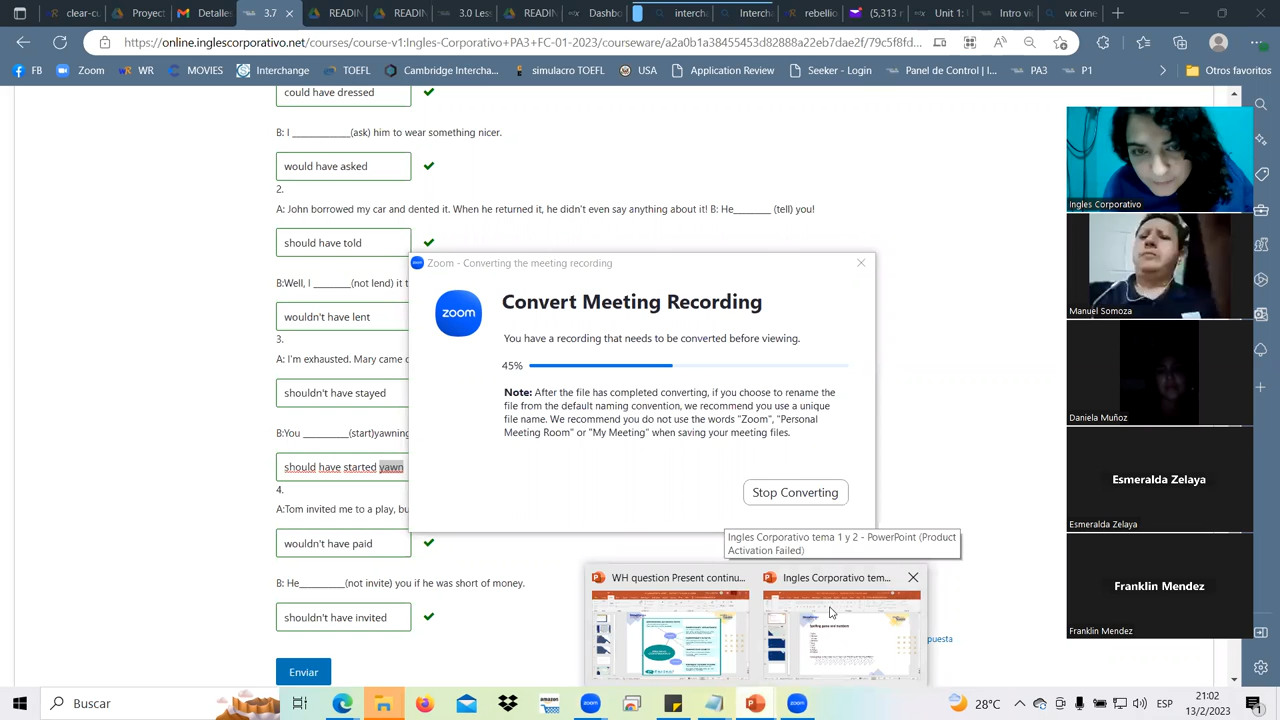 clear-c
Project
Detalles
3.7
READIN
READIN
3.0 Less
READIN
Dashbo
interch
Interch
rebellio
(5,313
Unit 1:
Intro vi
vix cine
https://online.inglescorporativo.net/courses/course-v1:Ingles-Corporativo+PA3+FC-01-2023/courseware/a2a0b1a38455453d82888a22eb7dae2f/79c5f8fd...
FB
Zoom
WR
MOVIES
Interchange
TOEFL
Cambridge Intercha...
simulacro TOEFL
USA
Application Review
Seeker - Login
Panel de Control | I...
PA3
P1
Otros favoritos
could have dressed
B: I ____________(ask) him to wear something nicer.
would have asked
2.
A: John borrowed my
dented it. When he returned it, he didn't even say anything about it! B: He________ (tell) you!
should have told
B:Well, I ________(not lend) it t
wouldn't have lent
3.
A: I'm exhausted. Mary came
shouldn't have stayed
B:You _________(start)yawning
should have started yawn
4.
A:Tom invited me to a play, bu
wouldn't have paid
B: He__________(not invite) you if he was short of money.
shouldn't have invited
Enviar
Zoom - Converting the meeting recording
zoom
Convert Meeting Recording
You have a recording that needs to be converted before viewing.
45%
Note: After the file has completed converting, if you choose to rename the
file from the default naming convention, we recommend you use a unique
file name. We recommend you do not use the words "Zoom", "Personal
Meeting Room" or "My Meeting" when saving your meeting files.
Stop Converting
Ingles Corporativo tema 1 y 2 - PowerPoint (Product
Activation Failed)
WH question Present continu...
Ingles Corporativo tem...
puesta
Ingles Corporativo
Manuel Somoza
Daniela Muñoz
Esmeralda Zelaya
Esmeralda Zelaya
Franklin Mendez
Franklin Mendez
Buscar
28°C
ESP
21:02
13/2/2023